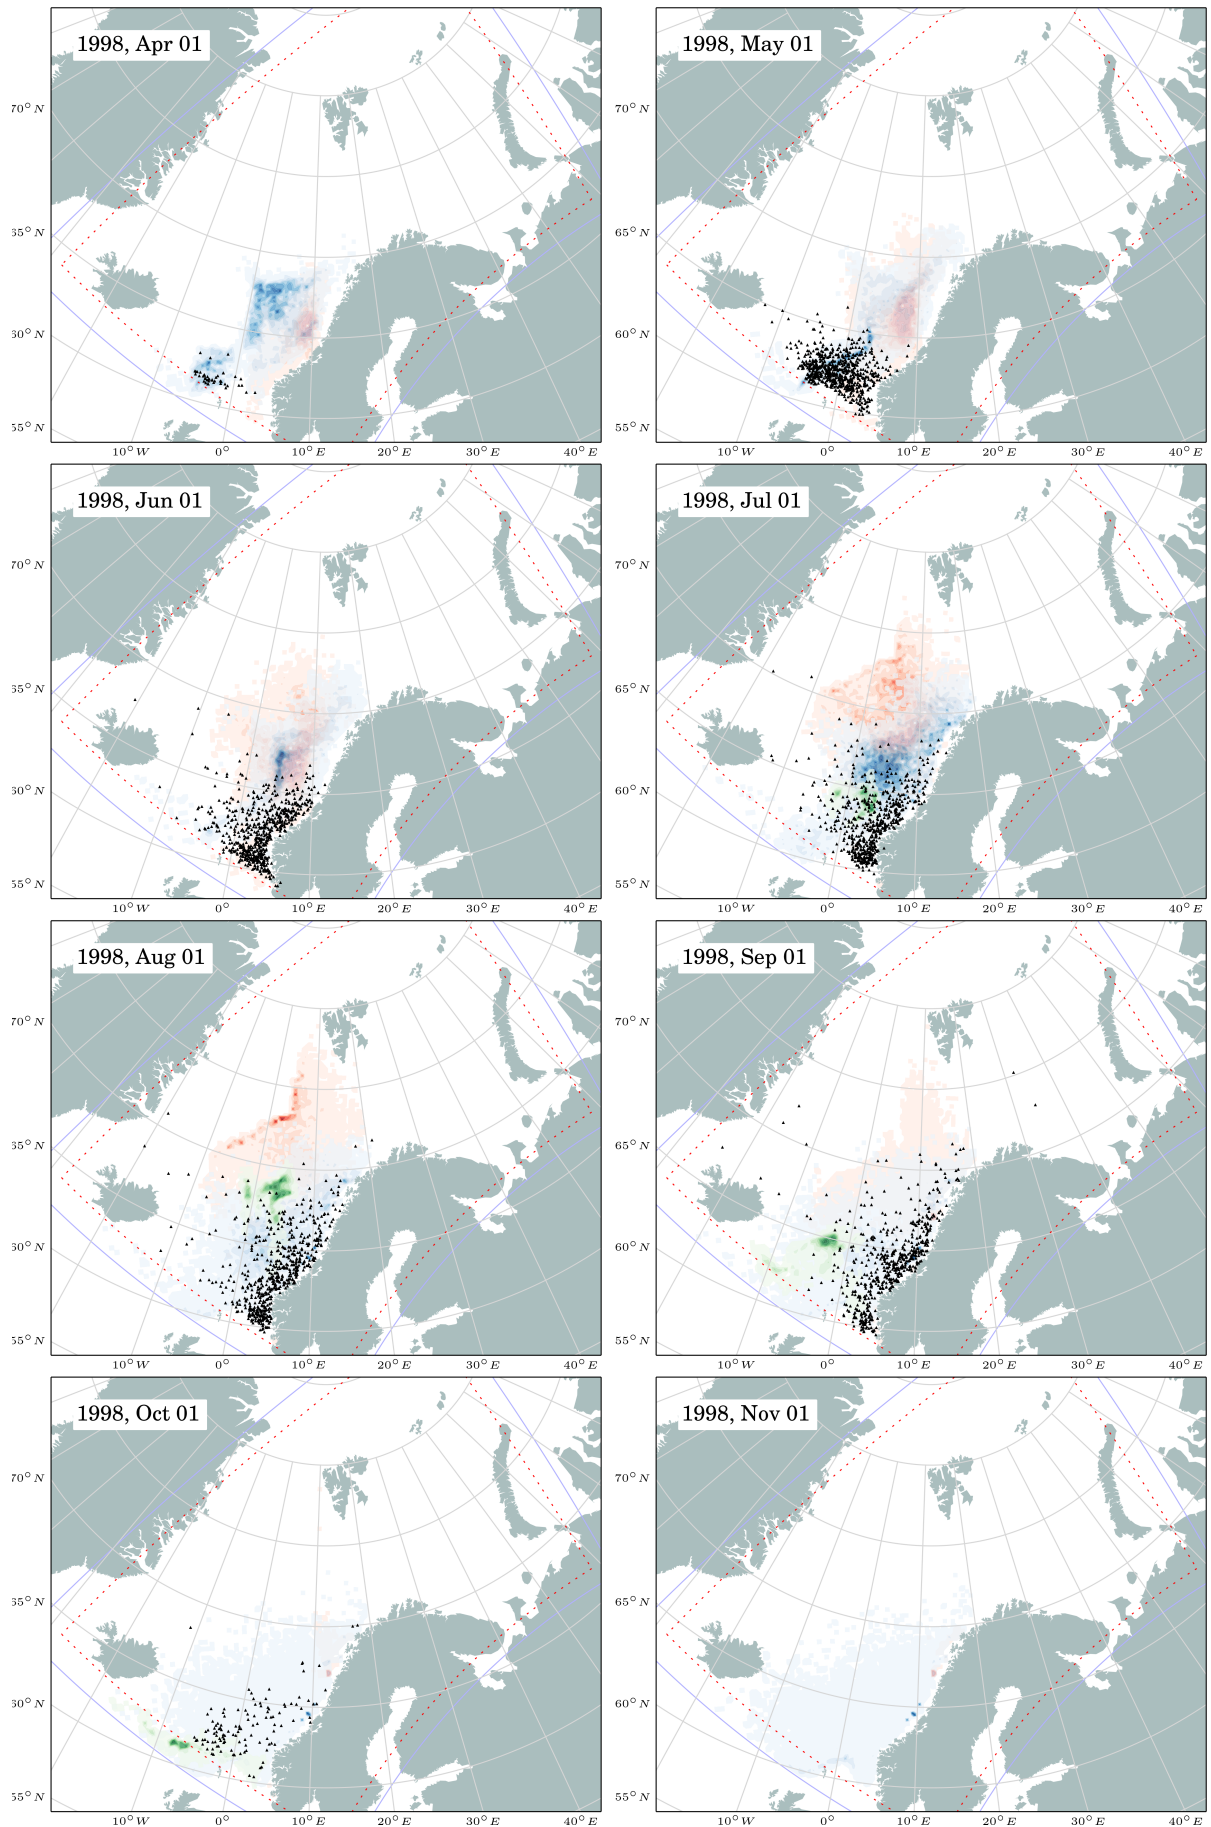 1998, Apr 01
70° N
65° N
60° N
55° N
10° W 0° 10° E 20° E 30° E 40° E
1998, May 01
70° N
65° N
60° N
55° N
10° W 0° 10° E 20° E 30° E 40° E
1998, Jun 01
70° N
65° N
60° N
55° N
10° W 0° 10° E 20° E 30° E 40° E
1998, Jul 01
70° N
65° N
60° N
55° N
10° W 0° 10° E 20° E 30° E 40° E
1998, Aug 01
70° N
65° N
60° N
55° N
10° W 0° 10° E 20° E 30° E 40° E
1998, Sep 01
70° N
65° N
60° N
55° N
10° W 0° 10° E 20° E 30° E 40° E
1998, Oct 01
70° N
65° N
60° N
55° N
10° W 0° 10° E 20° E 30° E 40° E
1998, Nov 01
70° N
65° N
60° N
55° N
10° W 0° 10° E 20° E 30° E 40° E